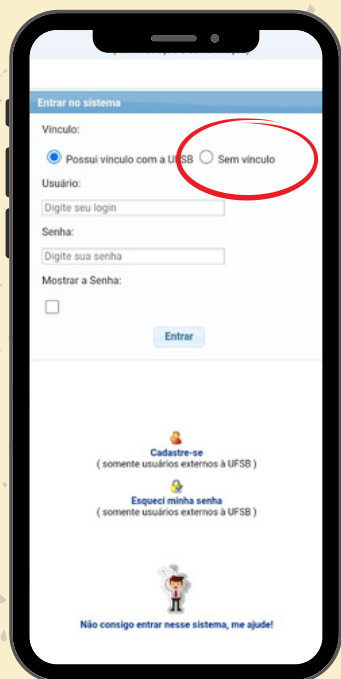 Entrar no sistema
Vínculo:
Possui vínculo com a UFSB Sem vínculo
Usuário:
Digite seu login
Senha:
Digite sua senha
Mostrar a Senha:
Entrar
Cadastre-se
( somente usuários externos à UFSB )
Esqueci minha senha
( somente usuários externos à UFSB )
Não consigo entrar nesse sistema, me ajude!